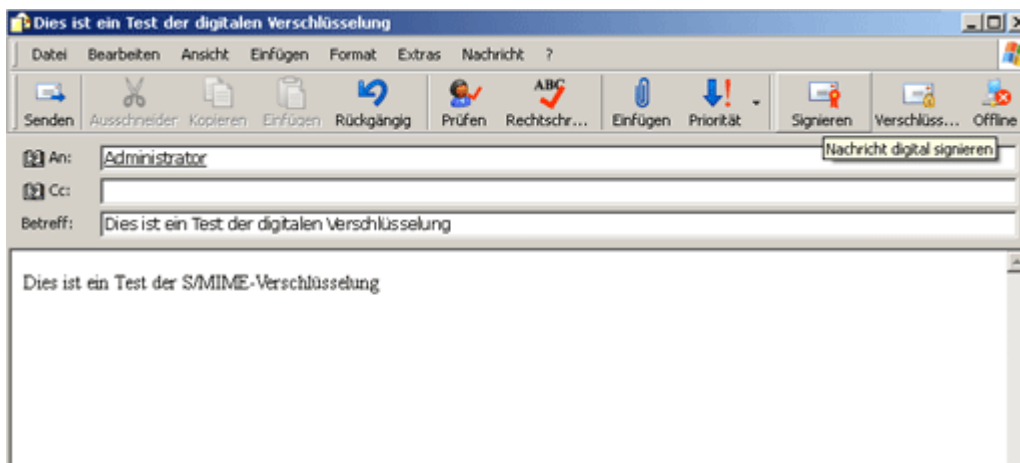 Dies ist ein Test der digitalen Verschlüsselung
Datei Bearbeiten Ansicht Einfügen Format Extras Nachricht ?
ABC
Senden Ausschneider Kopieren Einfügen Rückgängig Prüfen Rechtschr... Einfügen Priorität Signieren Verschlüss... Offline
Nachricht digital signieren
An: Administrator
Cc:
Betreff: Dies ist ein Test der digitalen Verschlüsselung
Dies ist ein Test der S/MIME-Verschlüsselung